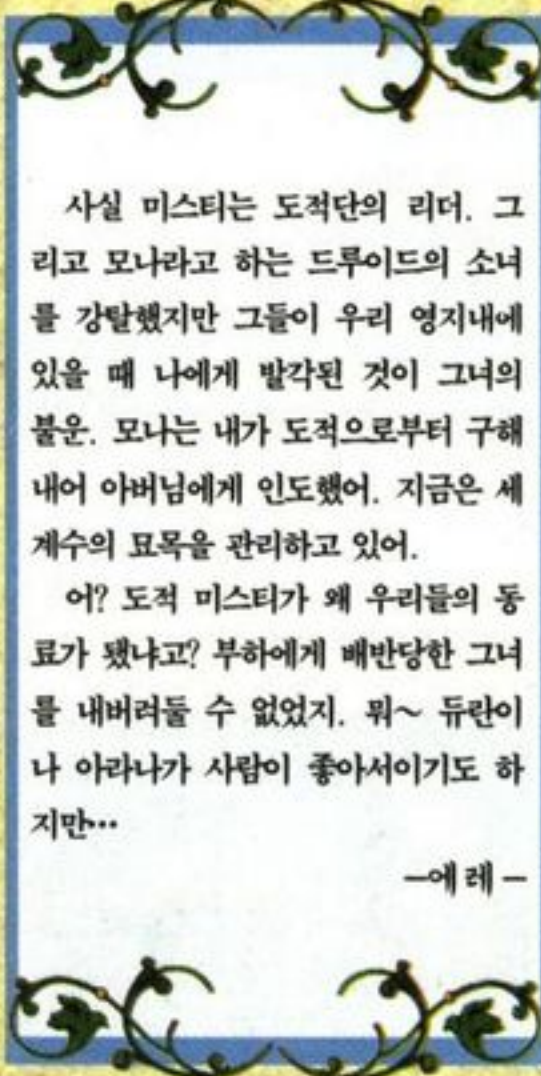 사실 미스티는 도적단의 리더. 그
리고 모나라고 하는 드루이드의 소녀
를 강탈했지만 그들이 우리 영지내에
있을 때 나에게 발각된 것이 그녀의
불운. 모나는 내가 도적으로부터 구해
내어 아버님에게 인도했어. 지금은 세
계수의 묘목을 관리하고 있어.
어? 도적 미스티가 왜 우리들의 동
료가 됐냐고? 부하에게 배반당한 그녀
를 내버려둘 수 없었지. 뭐~ 듀란이
나 아라나가 사람이 좋아서이기도 하
지만…
—에 레—